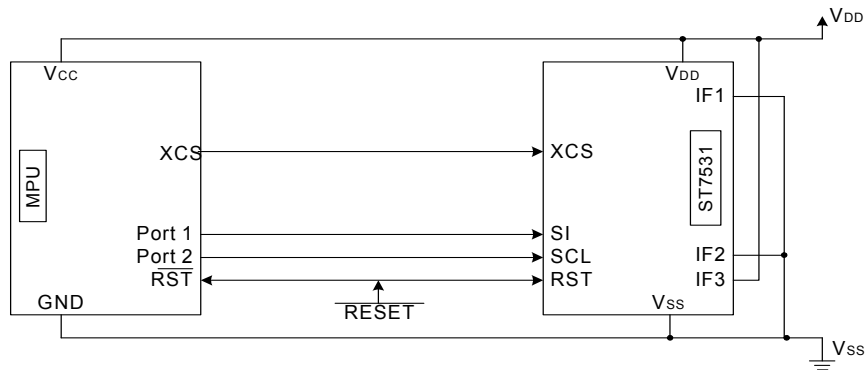 VDD
VCC
VDD
IF1
XCS
XCS
MPU
ST7531
Port 1
SI
Port 2
SCL
IF2
RST
RST
IF3
RESET
GND
VSS
VSS